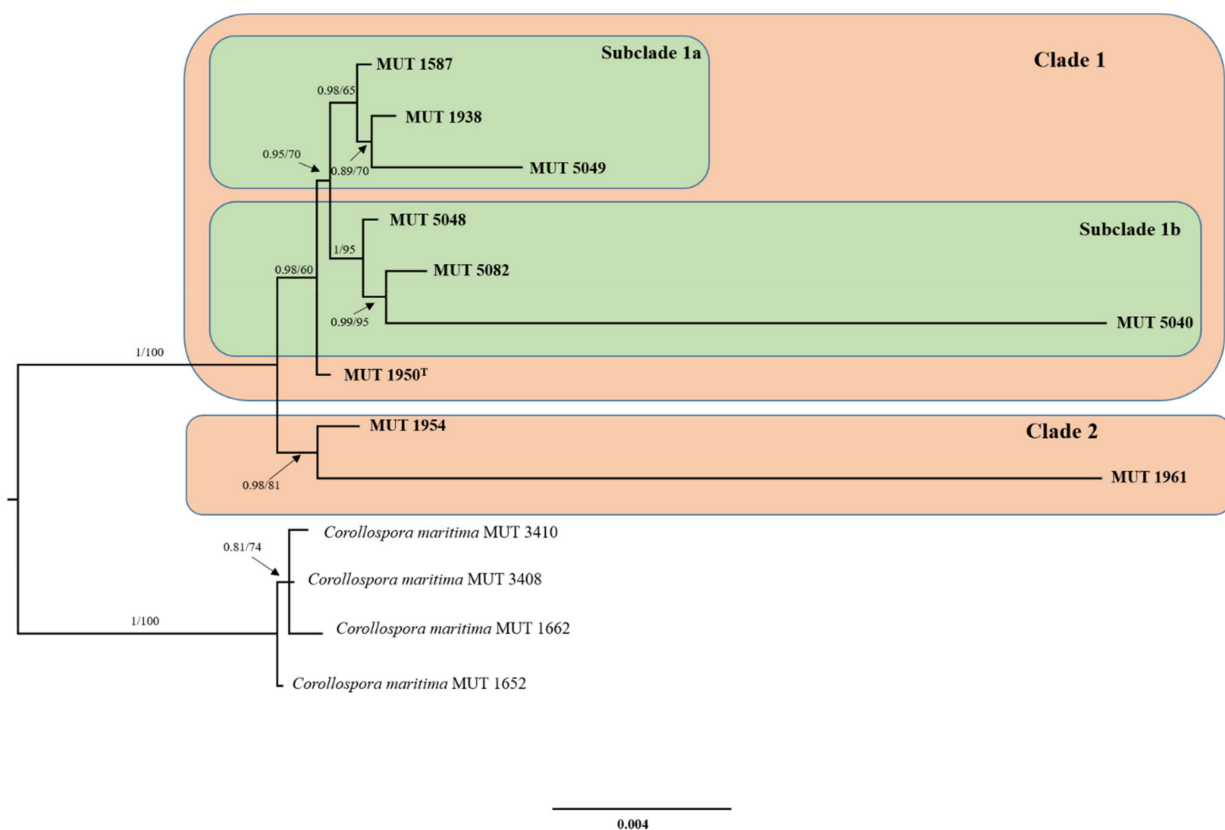 Subclade 1a
Clade 1
MUT 1587
0.98/65
MUT 1938
0.95/70
0.89/70
MUT 5049
MUT 5048
Subclade 1b
1/95
MUT 5082
0.98/60
0.99/95
MUT 5040
1/100
MUT 1950ᵀ
MUT 1954
Clade 2
0.98/81
MUT 1961
Corollospora maritima MUT 3410
0.81/74
Corollospora maritima MUT 3408
1/100
Corollospora maritima MUT 1662
Corollospora maritima MUT 1652
0.004